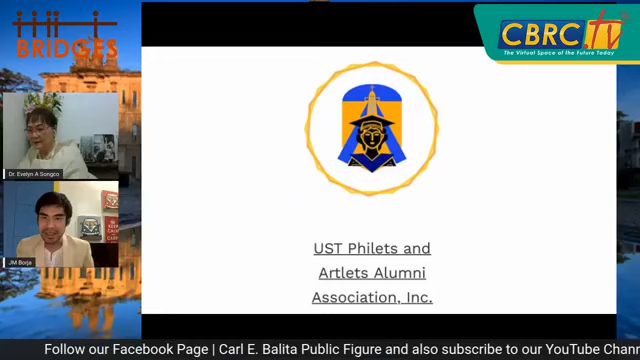 BRIDGES
CBRC.tv
The Virtual Space of the Future Today
Dr. Evelyn A Songco
JM Borja
UST Philets and
Artlets Alumni
Association, Inc.
Follow our Facebook Page | Carl E. Balita Public Figure and also subscribe to our YouTube Chann